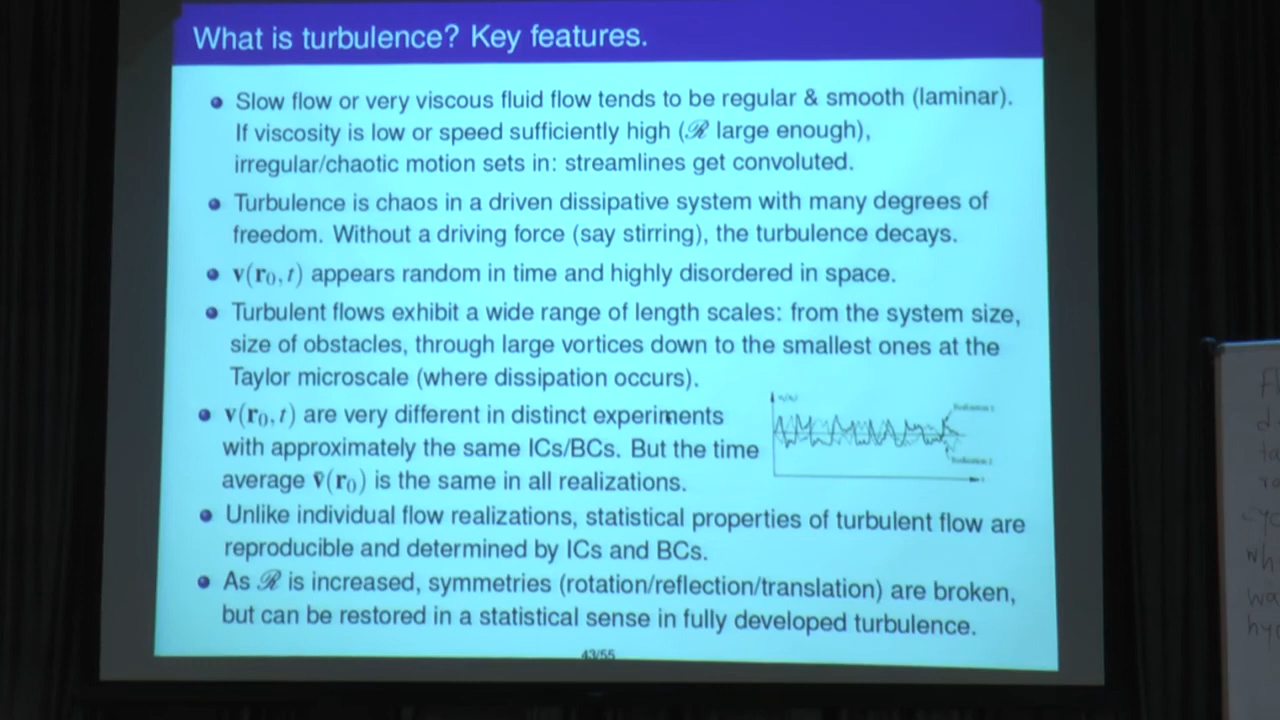 What is turbulence? Key features.
Slow flow or very viscous fluid flow tends to be regular & smooth (laminar).
If viscosity is low or speed sufficiently high (ℛ large enough),
irregular/chaotic motion sets in: streamlines get convoluted.
Turbulence is chaos in a driven dissipative system with many degrees of
freedom. Without a driving force (say stirring), the turbulence decays.
v(r₀, t) appears random in time and highly disordered in space.
Turbulent flows exhibit a wide range of length scales: from the system size,
size of obstacles, through large vortices down to the smallest ones at the
Taylor microscale (where dissipation occurs).
v(r₀, t) are very different in distinct experiments
with approximately the same ICs/BCs. But the time
average v̄(r₀) is the same in all realizations.
Unlike individual flow realizations, statistical properties of turbulent flow are
reproducible and determined by ICs and BCs.
As ℛ is increased, symmetries (rotation/reflection/translation) are broken,
but can be restored in a statistical sense in fully developed turbulence.
43/55